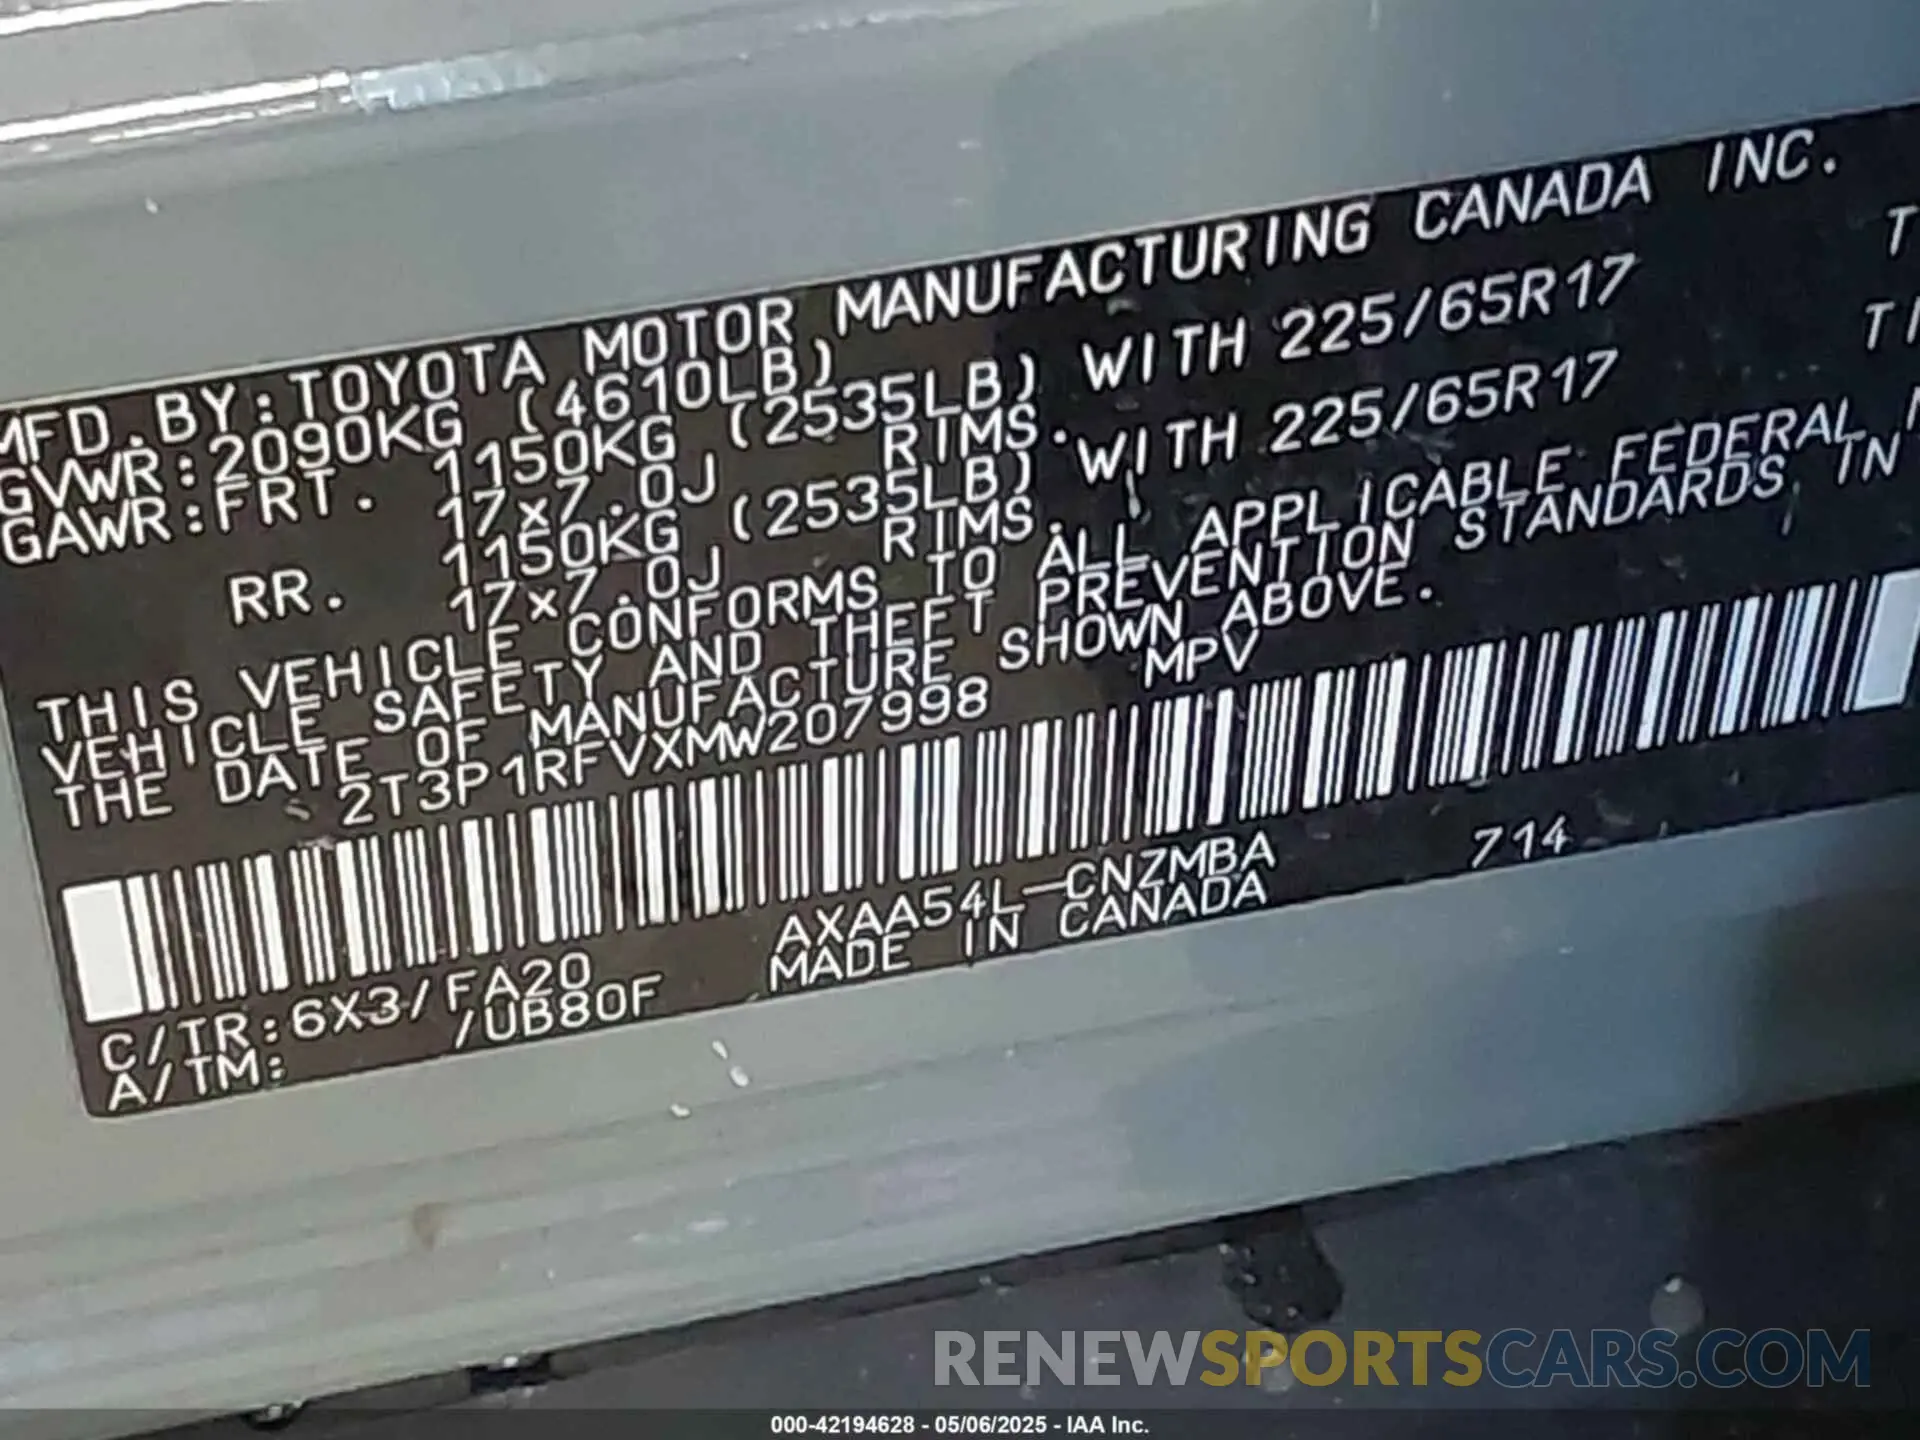 MFD.BY:TOYOTA MOTOR MANUFACTURING CANADA INC.
GVWR:2090KG (4610LB)
GAWR:FRT. 1150KG (2535LB) WITH 225/65R17
17x7.0J RIMS.
RR. 1150KG (2535LB) WITH 225/65R17
17x7.0J RIMS.
THIS VEHICLE CONFORMS TO ALL APPLICABLE FEDERAL
VEHICLE SAFETY AND THEFT PREVENTION STANDARDS IN
THE DATE OF MANUFACTURE SHOWN ABOVE.
2T3P1RFVXMW207998 MPV
C/TR:6X3/FA20 AXAA54L-CNZMBA 714
A/TM: /UB80F MADE IN CANADA
RENEWSPORTSCARS.COM
000-42194628 - 05/06/2025 - IAA Inc.